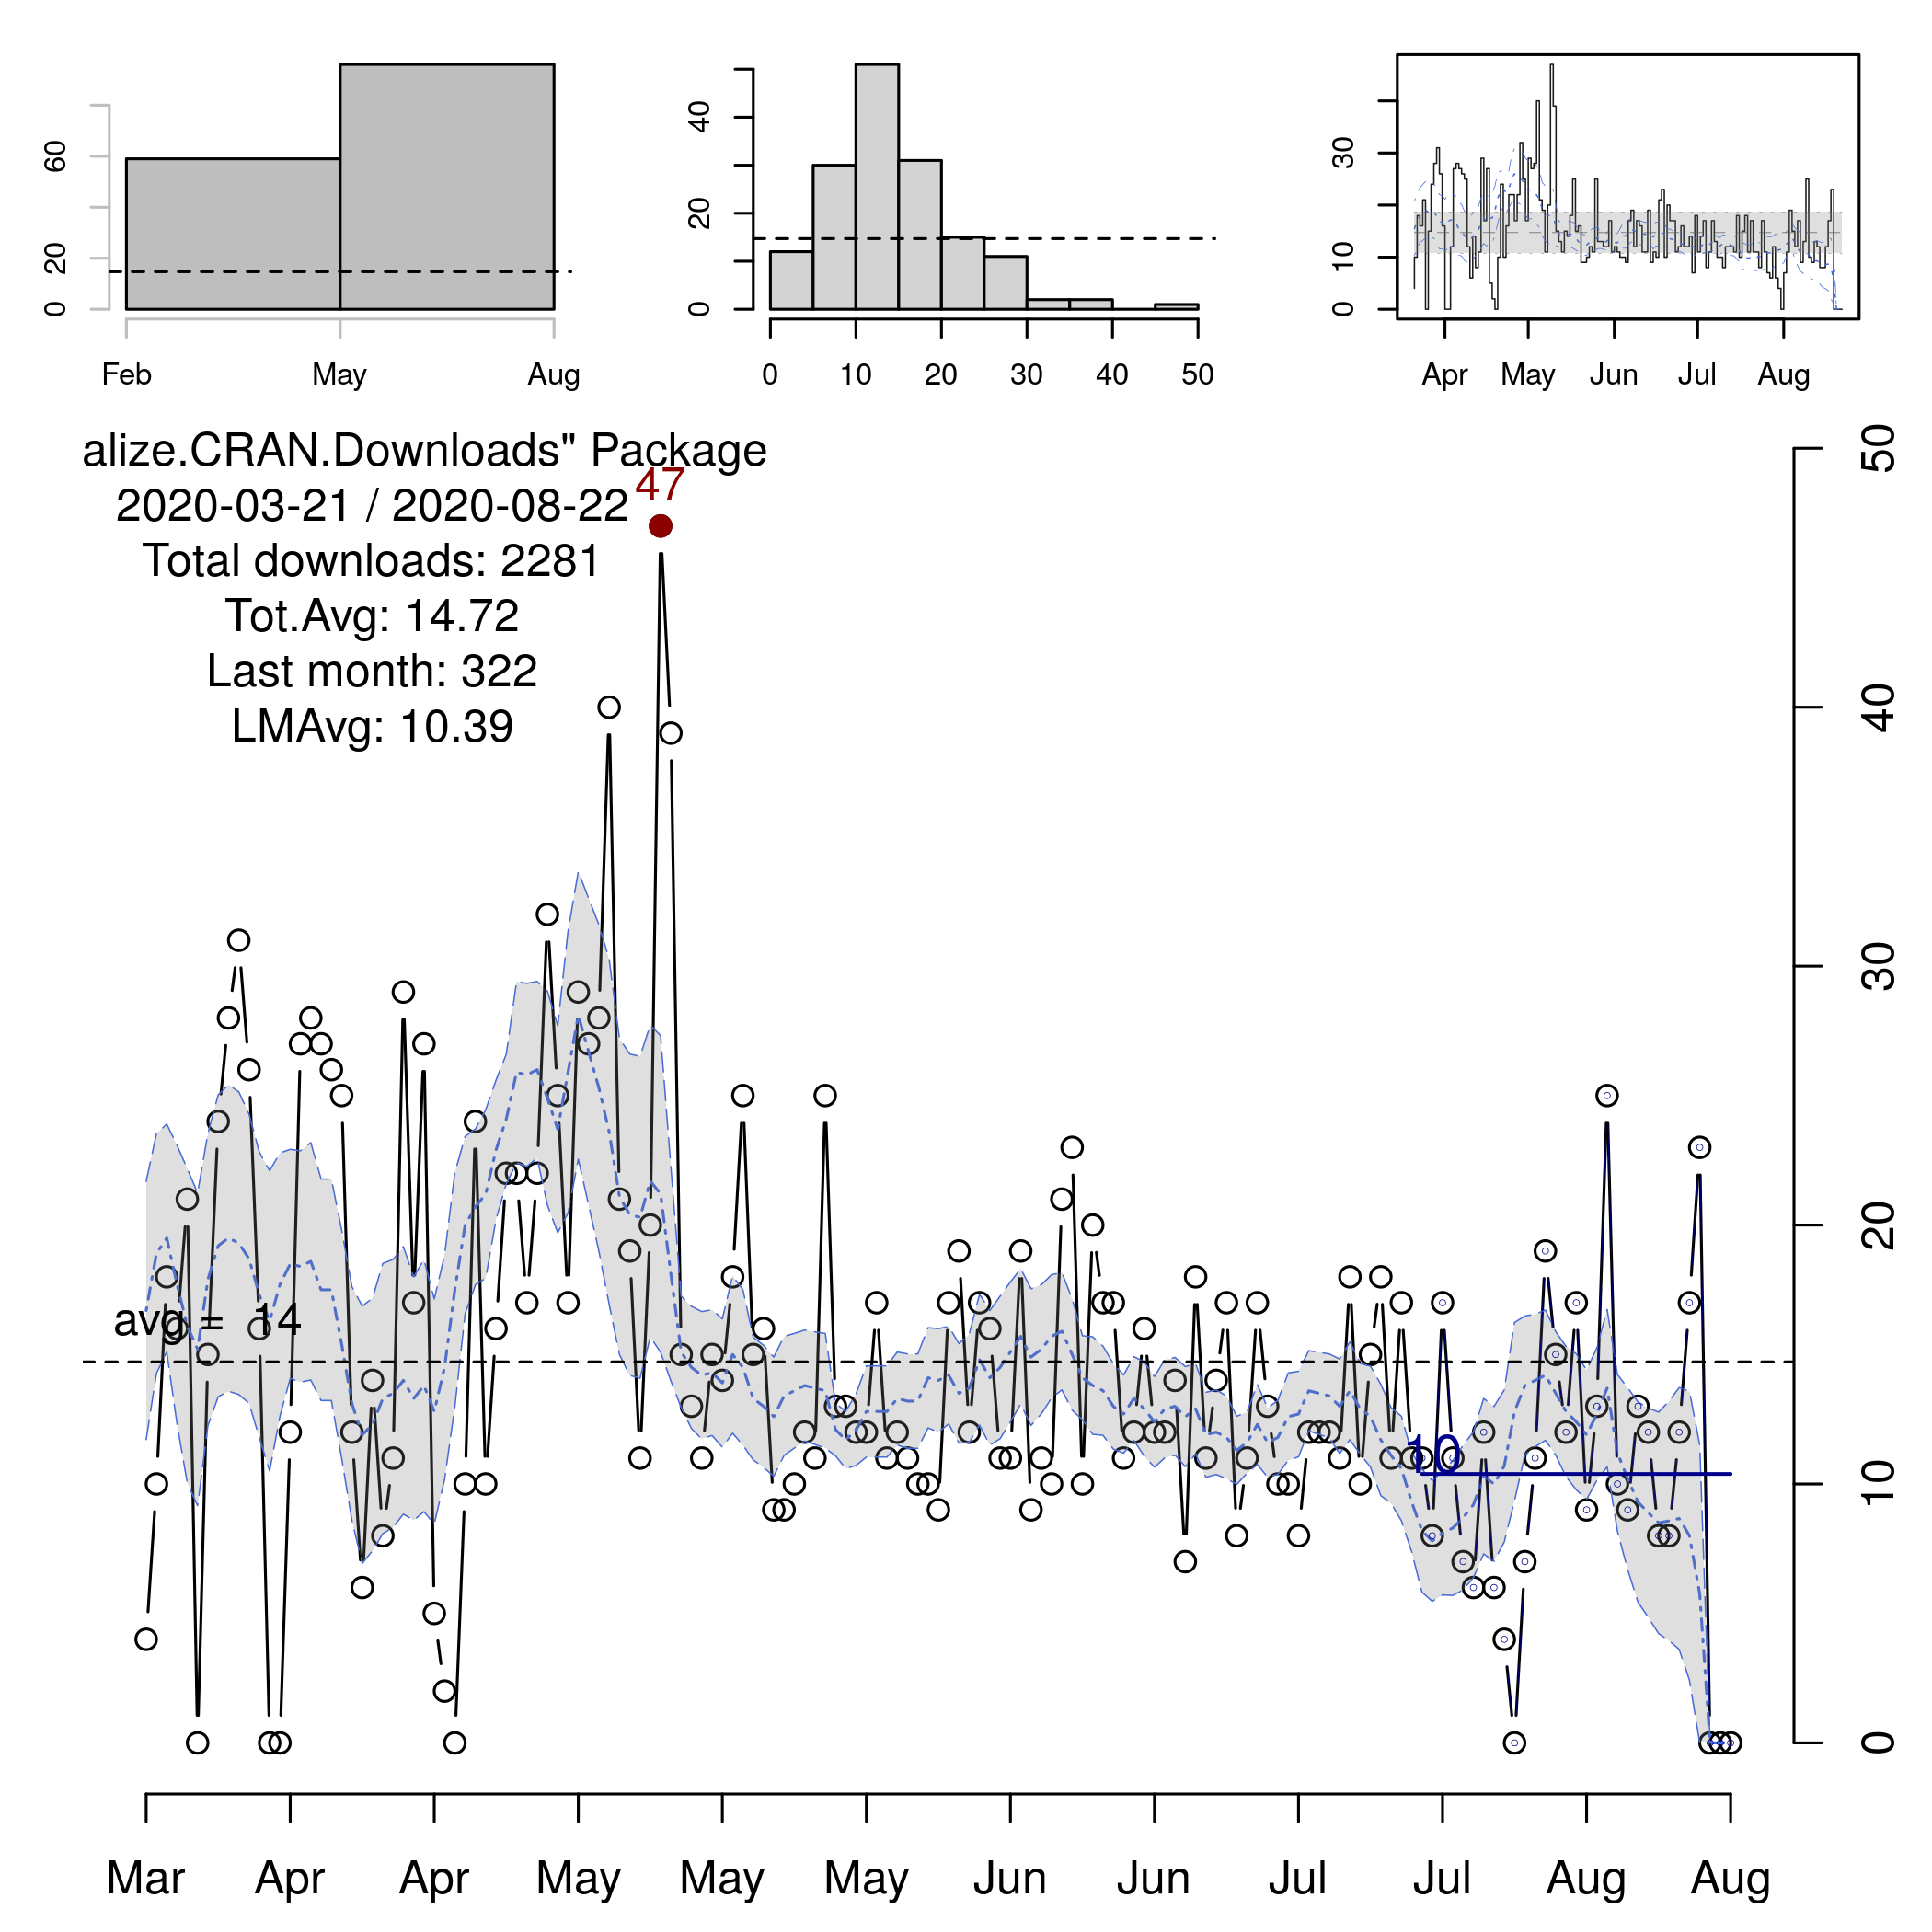 60
20
0
Feb May Aug
40
20
0
0 10 20 30 40 50
30
10
0
Apr May Jun Jul Aug
alize.CRAN.Downloads" Package
2020-03-21 / 2020-08-22
Total downloads: 2281
Tot.Avg: 14.72
Last month: 322
LMAvg: 10.39
47
avg = 14
10
50
40
30
20
10
0
Mar Apr Apr May May May Jun Jun Jul Jul Aug Aug